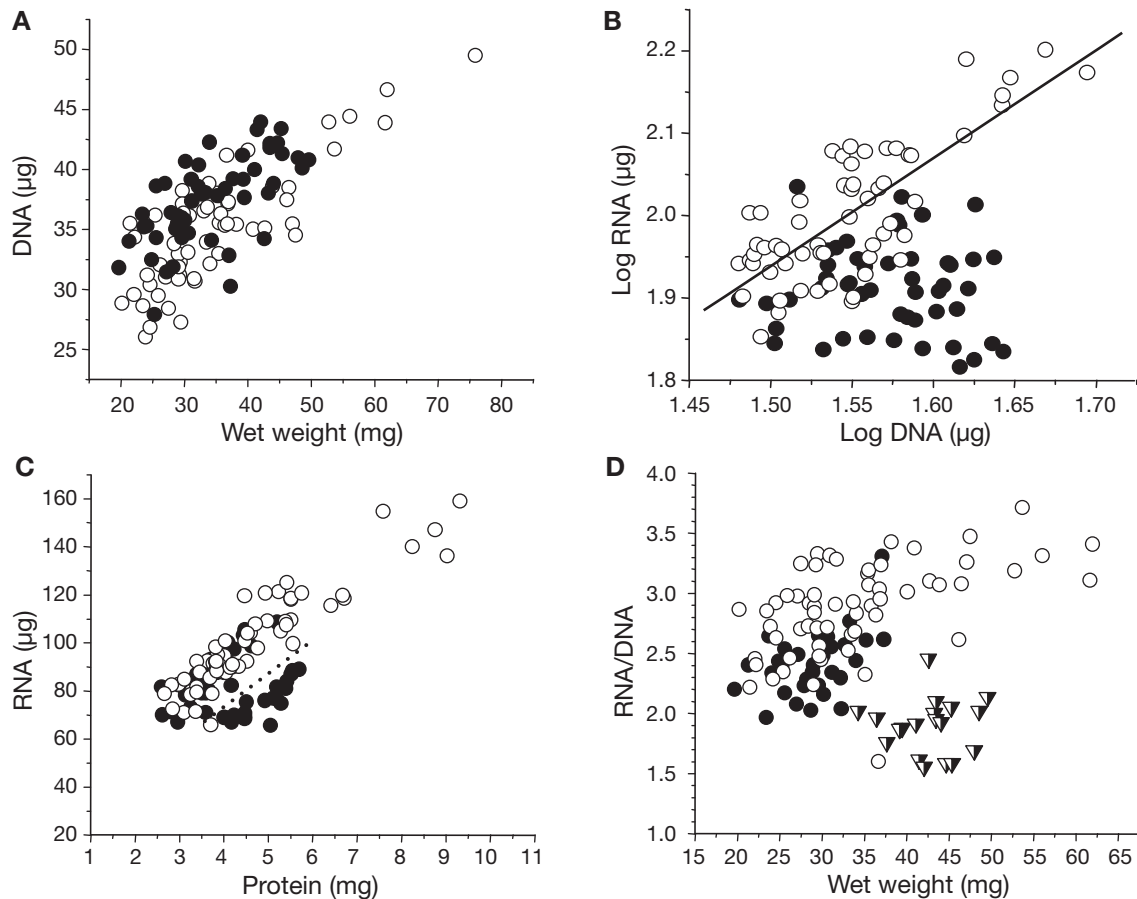 A
50
45
40
35
30
25
DNA (µg)
20 30 40 50 60 70 80
Wet weight (mg)
B
2.2
2.1
2.0
1.9
1.8
Log RNA (µg)
1.45 1.50 1.55 1.60 1.65 1.70
Log DNA (µg)
C
160
140
120
100
80
60
40
20
RNA (µg)
1 2 3 4 5 6 7 8 9 10 11
Protein (mg)
D
4.0
3.5
3.0
2.5
2.0
1.5
1.0
RNA/DNA
15 20 25 30 35 40 45 50 55 60 65
Wet weight (mg)